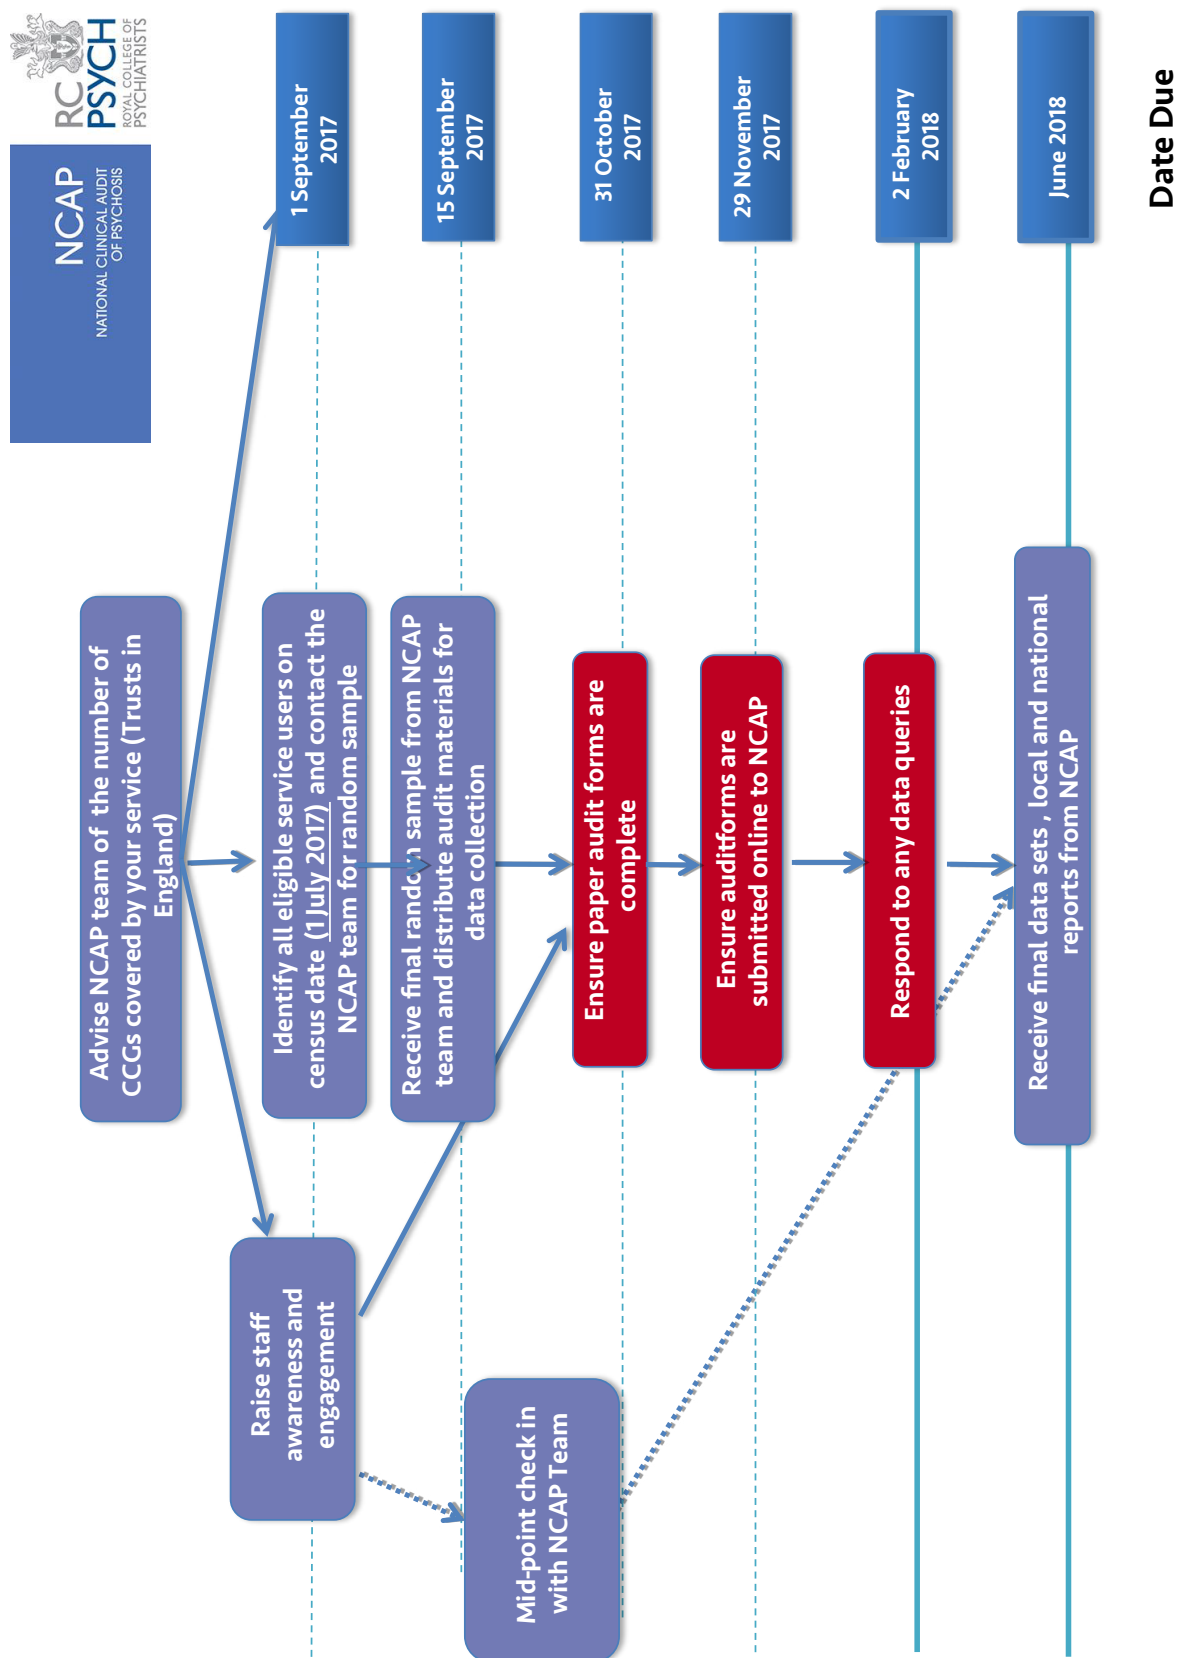 RC
PSYCH
ROYAL COLLEGE OF
PSYCHIATRISTS
NCAP
NATIONAL CLINICAL AUDIT
OF PSYCHOSIS
Advise NCAP team of the number of
CCGs covered by your service (Trusts in
England)
Raise staff
awareness and
engagement
Identify all eligible service users on
census date (1 July 2017) and contact the
NCAP team for random sample
1 September
2017
Receive final random sample from NCAP
team and distribute audit materials for
data collection
15 September
2017
Mid-point check in
with NCAP Team
Ensure paper audit forms are
complete
31 October
2017
Ensure auditforms are
submitted online to NCAP
29 November
2017
Respond to any data queries
2 February
2018
Receive final data sets , local and national
reports from NCAP
June 2018
Date Due